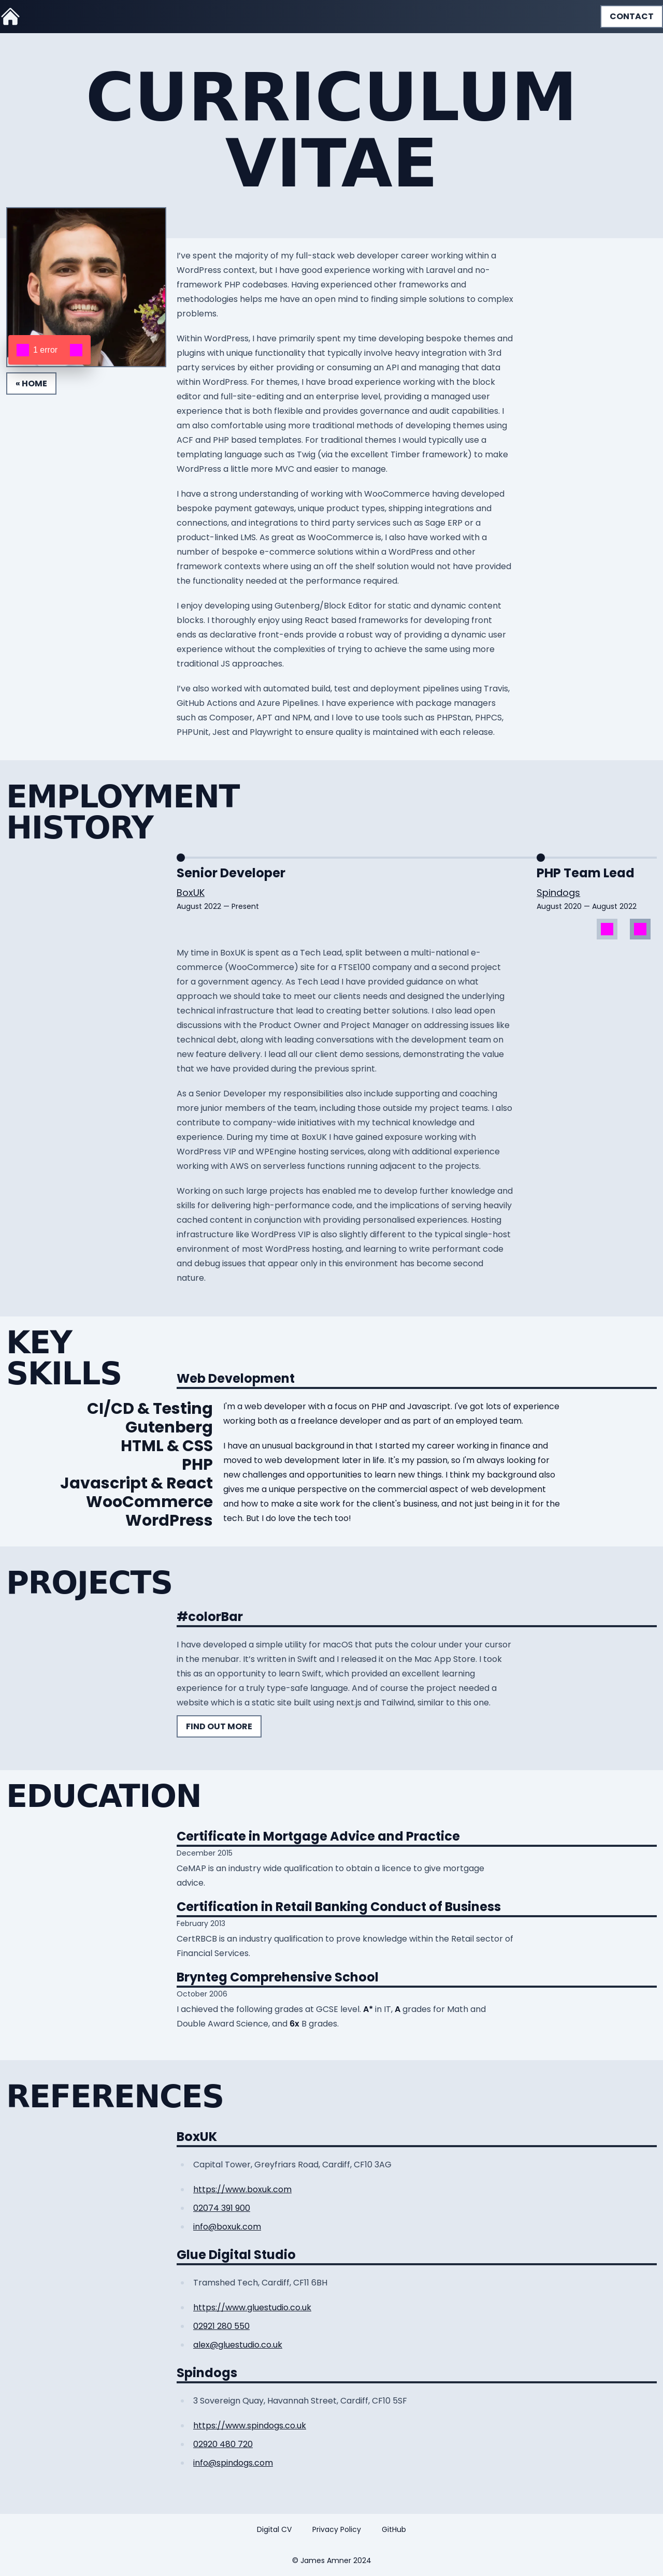 CONTACT
CURRICULUM
VITAE
1 error
« HOME
I've spent the majority of my full-stack web developer career working within a
WordPress context, but I have good experience working with Laravel and no-
framework PHP codebases. Having experienced other frameworks and
methodologies helps me have an open mind to finding simple solutions to complex
problems.
Within WordPress, I have primarily spent my time developing bespoke themes and
plugins with unique functionality that typically involve heavy integration with 3rd
party services by either providing or consuming an API and managing that data
within WordPress. For themes, I have broad experience working with the block
editor and full-site-editing and an enterprise level, providing a managed user
experience that is both flexible and provides governance and audit capabilities. I
am also comfortable using more traditional methods of developing themes using
ACF and PHP based templates. For traditional themes I would typically use a
templating language such as Twig (via the excellent Timber framework) to make
WordPress a little more MVC and easier to manage.
I have a strong understanding of working with WooCommerce having developed
bespoke payment gateways, unique product types, shipping integrations and
connections, and integrations to third party services such as Sage ERP or a
product-linked LMS. As great as WooCommerce is, I also have worked with a
number of bespoke e-commerce solutions within a WordPress and other
framework contexts where using an off the shelf solution would not have provided
the functionality needed at the performance required.
I enjoy developing using Gutenberg/Block Editor for static and dynamic content
blocks. I thoroughly enjoy using React based frameworks for developing front
ends as declarative front-ends provide a robust way of providing a dynamic user
experience without the complexities of trying to achieve the same using more
traditional JS approaches.
I've also worked with automated build, test and deployment pipelines using Travis,
GitHub Actions and Azure Pipelines. I have experience with package managers
such as Composer, APT and NPM, and I love to use tools such as PHPStan, PHPCS,
PHPUnit, Jest and Playwright to ensure quality is maintained with each release.
EMPLOYMENT
HISTORY
Senior Developer
BoxUK
August 2022 — Present
PHP Team Lead
Spindogs
August 2020 — August 2022
My time in BoxUK is spent as a Tech Lead, split between a multi-national e-
commerce (WooCommerce) site for a FTSE100 company and a second project
for a government agency. As Tech Lead I have provided guidance on what
approach we should take to meet our clients needs and designed the underlying
technical infrastructure that lead to creating better solutions. I also lead open
discussions with the Product Owner and Project Manager on addressing issues like
technical debt, along with leading conversations with the development team on
new feature delivery. I lead all our client demo sessions, demonstrating the value
that we have provided during the previous sprint.
As a Senior Developer my responsibilities also include supporting and coaching
more junior members of the team, including those outside my project teams. I also
contribute to company-wide initiatives with my technical knowledge and
experience. During my time at BoxUK I have gained exposure working with
WordPress VIP and WPEngine hosting services, along with additional experience
working with AWS on serverless functions running adjacent to the projects.
Working on such large projects has enabled me to develop further knowledge and
skills for delivering high-performance code, and the implications of serving heavily
cached content in conjunction with providing personalised experiences. Hosting
infrastructure like WordPress VIP is also slightly different to the typical single-host
environment of most WordPress hosting, and learning to write performant code
and debug issues that appear only in this environment has become second
nature.
KEY
SKILLS
Web Development
CI/CD & Testing
Gutenberg
HTML & CSS
PHP
Javascript & React
WooCommerce
WordPress
I'm a web developer with a focus on PHP and Javascript. I've got lots of experience
working both as a freelance developer and as part of an employed team.
I have an unusual background in that I started my career working in finance and
moved to web development later in life. It's my passion, so I'm always looking for
new challenges and opportunities to learn new things. I think my background also
gives me a unique perspective on the commercial aspect of web development
and how to make a site work for the client's business, and not just being in it for the
tech. But I do love the tech too!
PROJECTS
#colorBar
I have developed a simple utility for macOS that puts the colour under your cursor
in the menubar. It's written in Swift and I released it on the Mac App Store. I took
this as an opportunity to learn Swift, which provided an excellent learning
experience for a truly type-safe language. And of course the project needed a
website which is a static site built using next.js and Tailwind, similar to this one.
FIND OUT MORE
EDUCATION
Certificate in Mortgage Advice and Practice
December 2015
CeMAP is an industry wide qualification to obtain a licence to give mortgage
advice.
Certification in Retail Banking Conduct of Business
February 2013
CertRBCB is an industry qualification to prove knowledge within the Retail sector of
Financial Services.
Brynteg Comprehensive School
October 2006
I achieved the following grades at GCSE level. A* in IT, A grades for Math and
Double Award Science, and 6x B grades.
REFERENCES
BoxUK
Capital Tower, Greyfriars Road, Cardiff, CF10 3AG
https://www.boxuk.com
02074 391 900
info@boxuk.com
Glue Digital Studio
Tramshed Tech, Cardiff, CF11 6BH
https://www.gluestudio.co.uk
02921 280 550
alex@gluestudio.co.uk
Spindogs
3 Sovereign Quay, Havannah Street, Cardiff, CF10 5SF
https://www.spindogs.co.uk
02920 480 720
info@spindogs.com
Digital CV
Privacy Policy
GitHub
© James Amner 2024